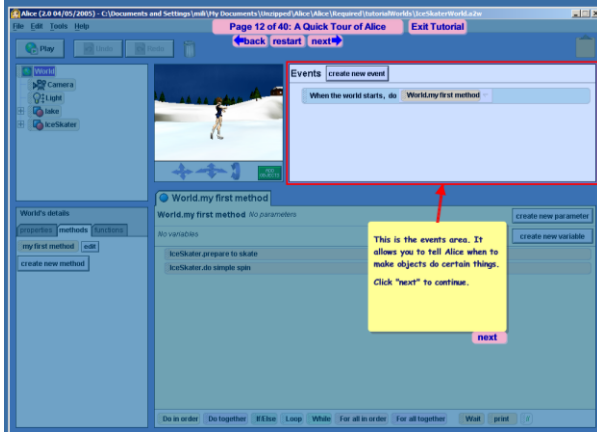 Alice (2.0 04/05/2005) - C:\Documents and Settings\mili\My Documents\Unzipped\Alice\Alice\Required\tutorialWorlds\IceSkaterWorld.a2w
File Edit Tools Help
Page 12 of 40: A Quick Tour of Alice
Exit Tutorial
back restart next
Play Undo Redo
World
Camera
Light
lake
IceSkater
Events create new event
When the world starts, do World.my first method
ADD OBJECTS
World's details
properties methods functions
my first method edit
create new method
World.my first method
World.my first method No parameters
create new parameter
No variables
create new variable
IceSkater.prepare to skate
IceSkater.do simple spin
This is the events area. It
allows you to tell Alice when to
make objects do certain things.
Click "next" to continue.
next
Do in order Do together If/Else Loop While For all in order For all together Wait print